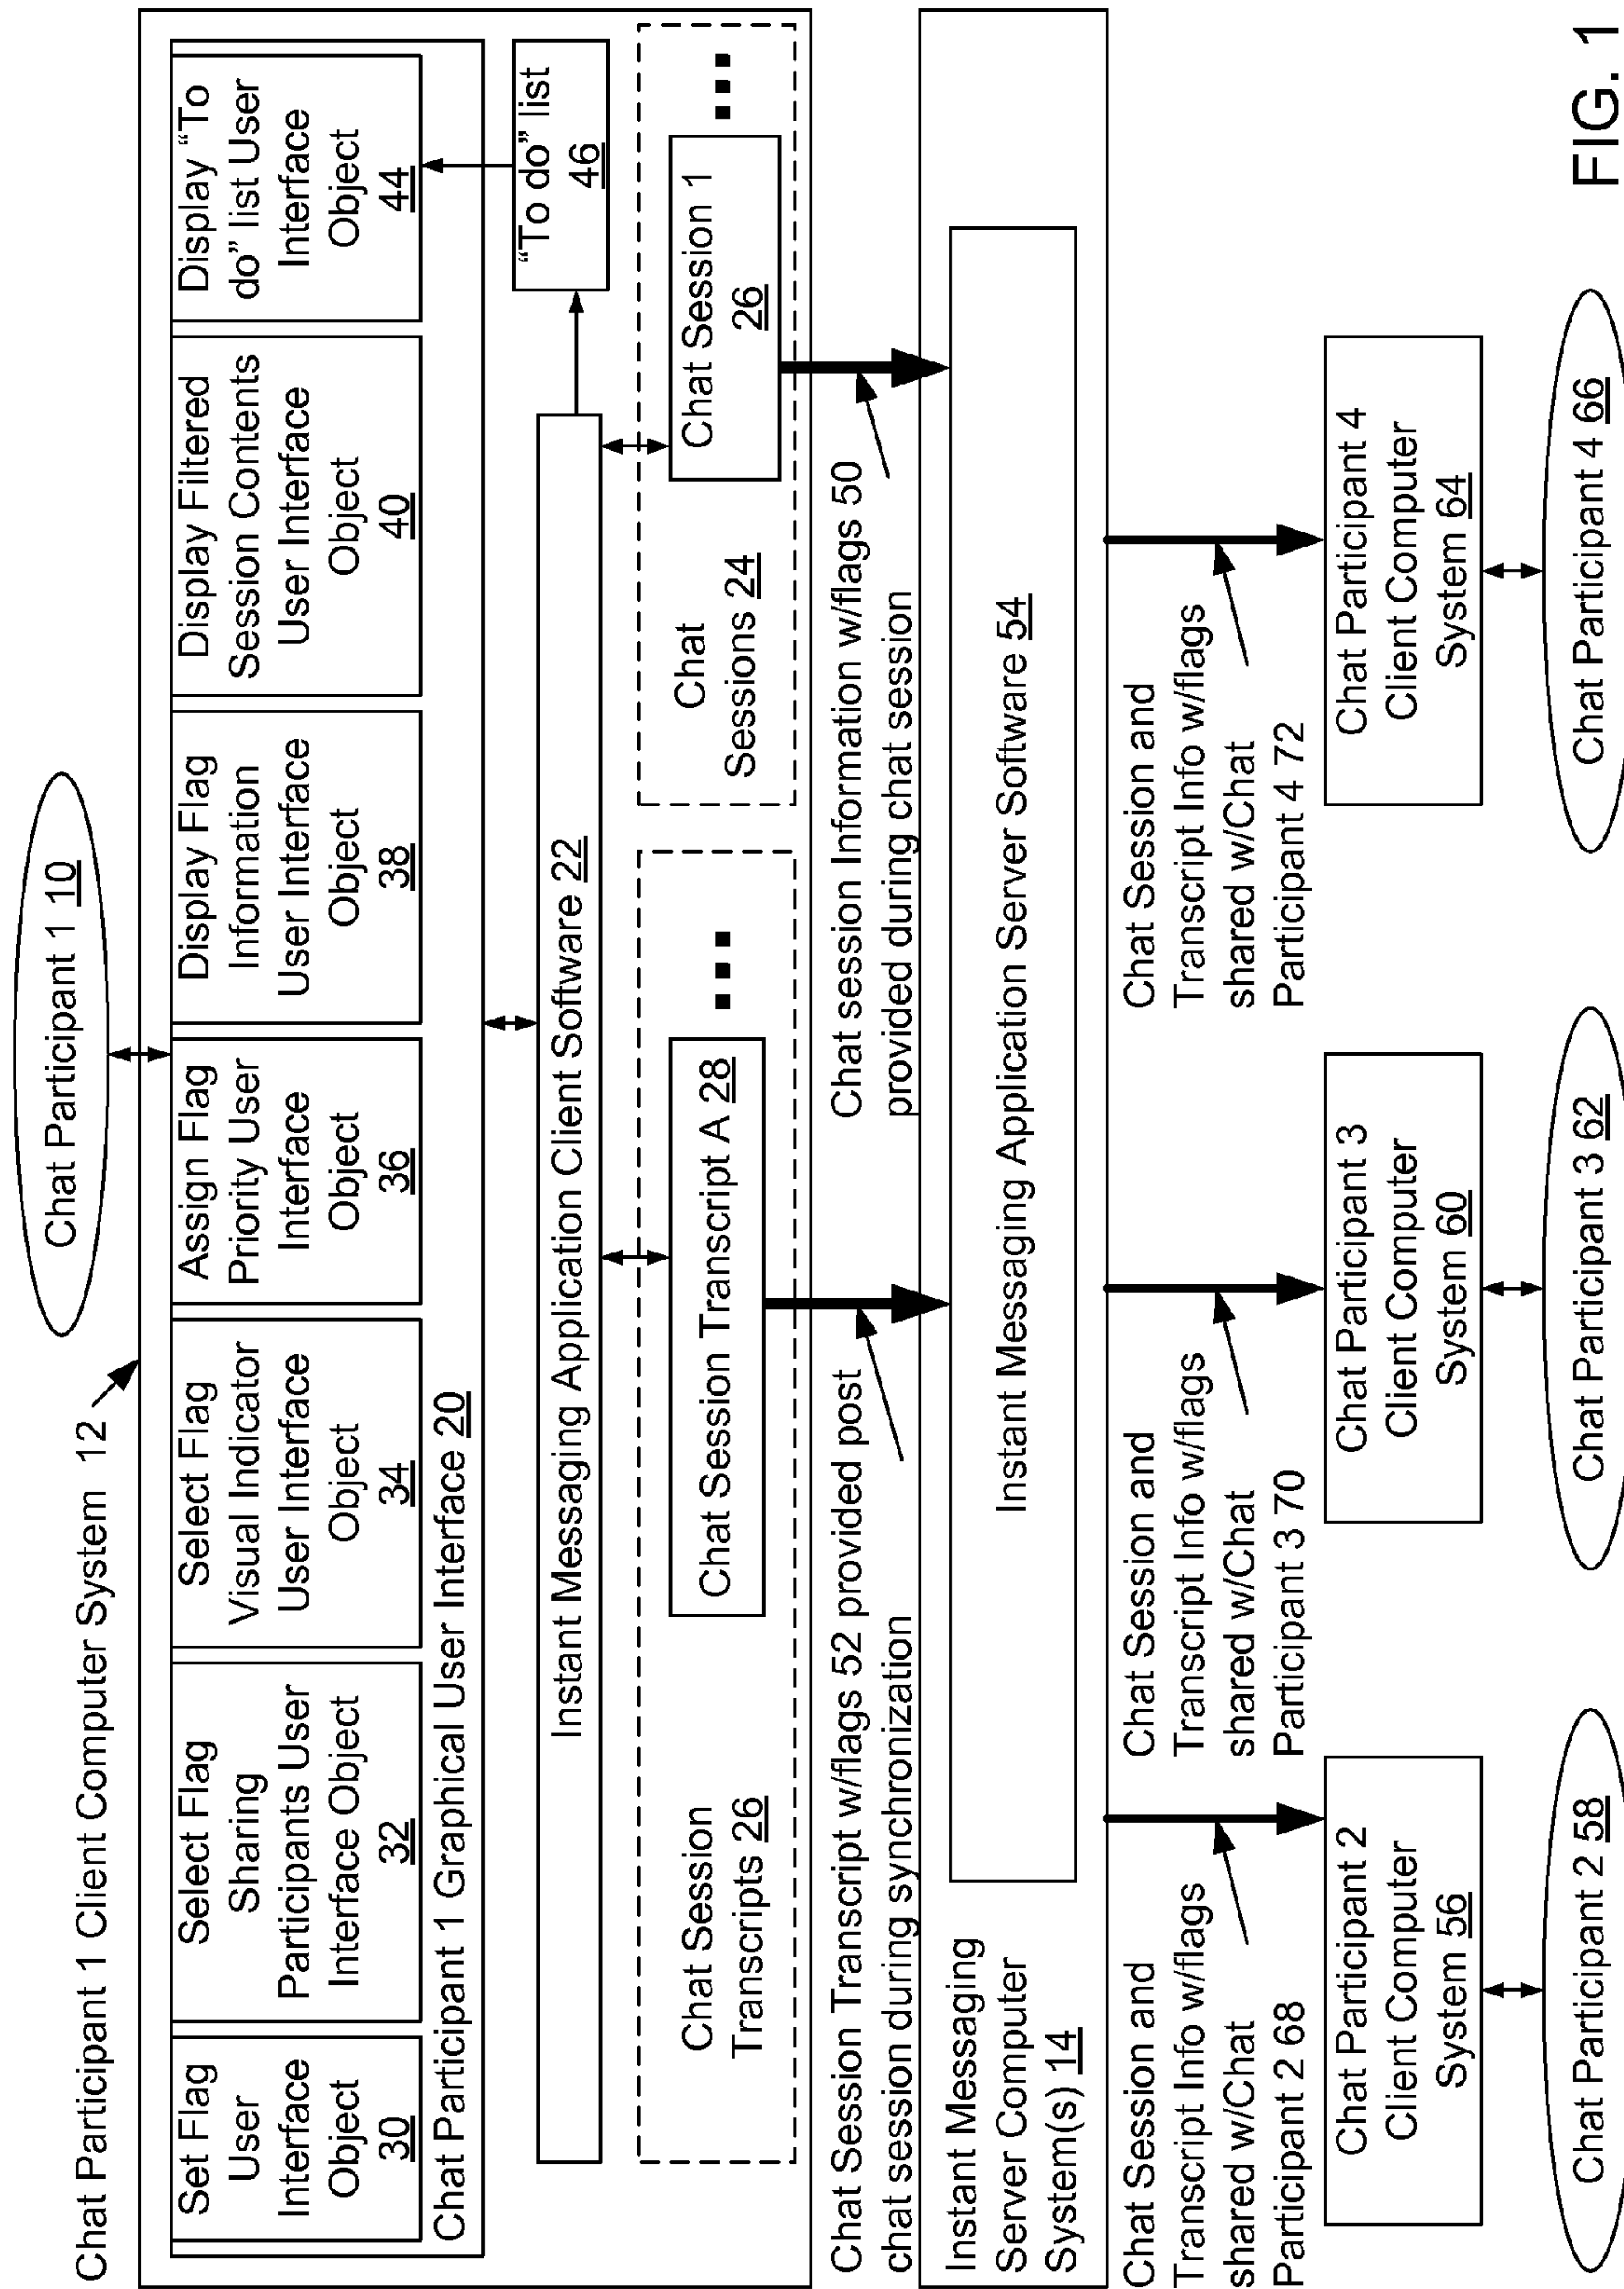 Chat Participant 1 10
Chat Participant 1 Client Computer System 12
Set Flag
User
Interface
Object
30
Select Flag
Sharing
Participants User
Interface Object
32
Select Flag
Visual Indicator
User Interface
Object
34
Assign Flag
Priority User
Interface
Object
36
Display Flag
Information
User Interface
Object
38
Display Filtered
Session Contents
User Interface
Object
40
Display “To
do” list User
Interface
Object
44
Chat Participant 1 Graphical User Interface 20
Instant Messaging Application Client Software 22
“To do” list
46
Chat Session
Transcripts 26
Chat Session Transcript A 28
Chat
Sessions 24
Chat Session 1
26
Chat Session Transcript w/flags 52 provided post
chat session during synchronization
Chat session Information w/flags 50
provided during chat session
Instant Messaging
Server Computer
System(s) 14
Instant Messaging Application Server Software 54
Chat Session and
Transcript Info w/flags
shared w/Chat
Participant 2 68
Chat Session and
Transcript Info w/flags
shared w/Chat
Participant 3 70
Chat Session and
Transcript Info w/flags
shared w/Chat
Participant 4 72
Chat Participant 2
Client Computer
System 56
Chat Participant 3
Client Computer
System 60
Chat Participant 4
Client Computer
System 64
Chat Participant 2 58
Chat Participant 3 62
Chat Participant 4 66
FIG. 1